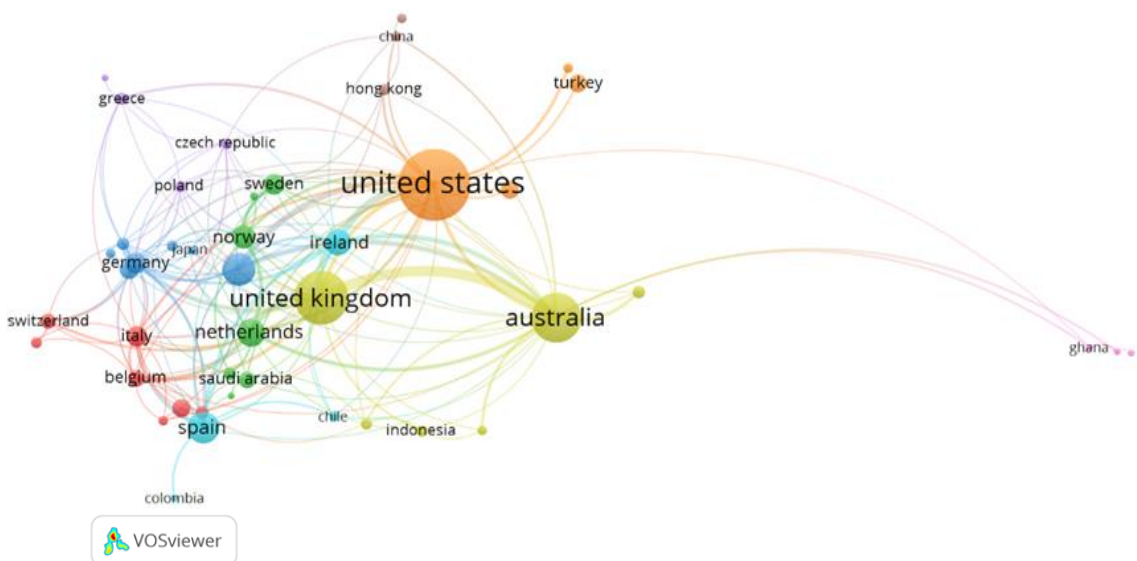 china
hong kong
turkey
greece
czech republic
poland
sweden
united states
norway
ireland
japan
germany
united kingdom
australia
switzerland
italy
netherlands
ghana
belgium
saudi arabia
chile
spain
indonesia
colombia
VOSviewer